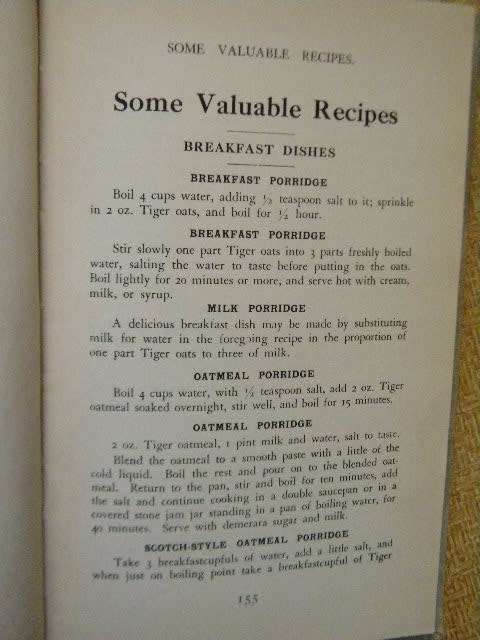 SOME VALUABLE RECIPES.
Some Valuable Recipes
BREAKFAST DISHES
BREAKFAST PORRIDGE
Boil 4 cups water, adding ½ teaspoon salt to it; sprinkle
in 2 oz. Tiger oats, and boil for ¼ hour.
BREAKFAST PORRIDGE
Stir slowly one part Tiger oats into 3 parts freshly boiled
water, salting the water to taste before putting in the oats.
Boil lightly for 20 minutes or more, and serve hot with cream,
milk, or syrup.
MILK PORRIDGE
A delicious breakfast dish may be made by substituting
milk for water in the foregoing recipe in the proportion of
one part Tiger oats to three of milk.
OATMEAL PORRIDGE
Boil 4 cups water, with ½ teaspoon salt, add 2 oz. Tiger
oatmeal soaked overnight, stir well, and boil for 15 minutes.
OATMEAL PORRIDGE
2 oz. Tiger oatmeal, 1 pint milk and water, salt to taste.
Blend the oatmeal to a smooth paste with a little of the
cold liquid. Boil the rest and pour on to the blended oat-
meal. Return to the pan, stir and boil for ten minutes, add
the salt and continue cooking in a double saucepan or in a
covered stone jam jar standing in a pan of boiling water, for
40 minutes. Serve with demerara sugar and milk.
SCOTCH-STYLE OATMEAL PORRIDGE
Take 3 breakfastcupfuls of water, add a little salt, and
when just on boiling point take a breakfastcupful of Tiger
155